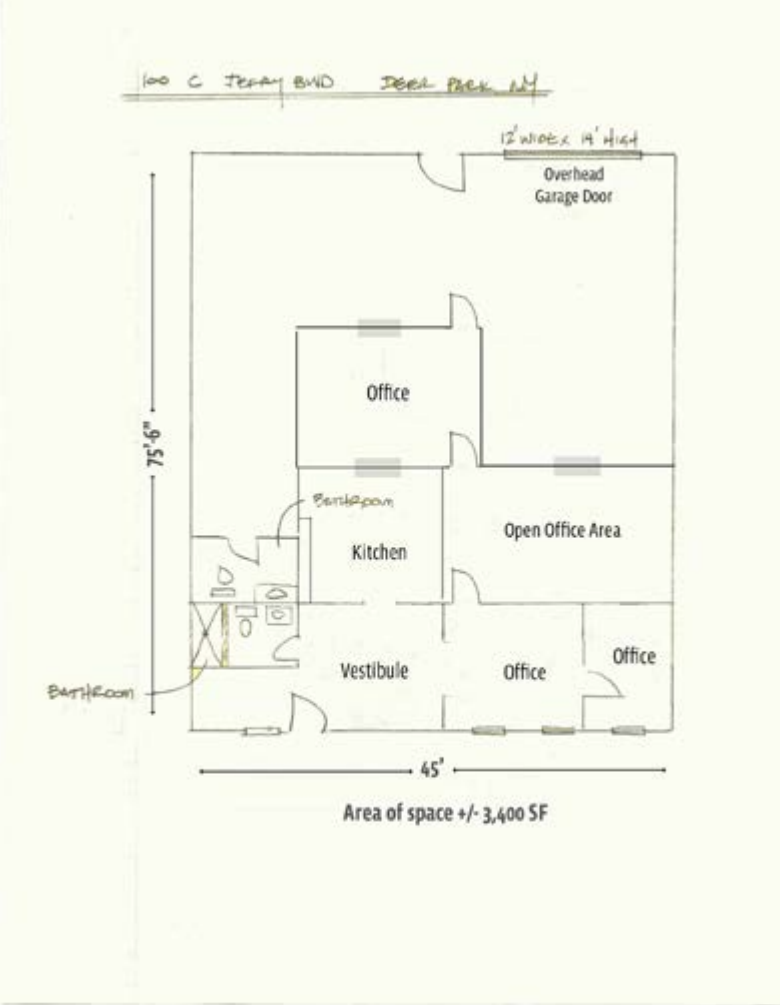 100 C JEFRYN BLVD DEER PARK NY
12' WIDE x 14' HIGH
Overhead
Garage Door
Office
75'-6"
BATHROOM
Open Office Area
Kitchen
Office
Vestibule
Office
BATHROOM
45'
Area of space +/- 3,400 SF